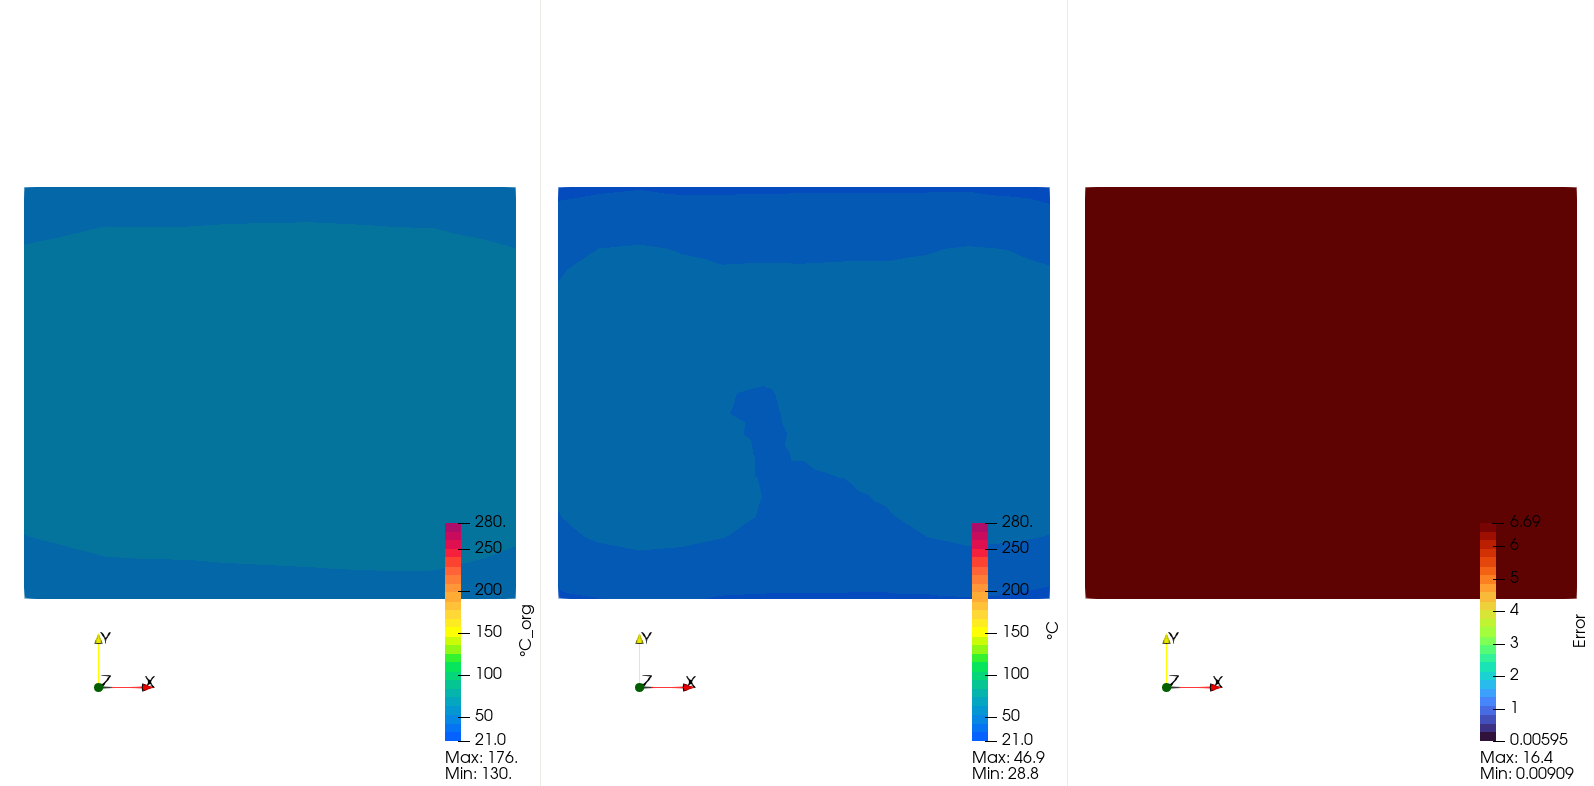 280.
250
200
150
100
50
21.0
°C_org
Max: 176.
Min: 130.
Y
Z
X
280.
250
200
150
100
50
21.0
°C
Max: 46.9
Min: 28.8
Y
Z
X
6.69
6
5
4
3
2
1
0.00595
Error
Max: 16.4
Min: 0.00909
Y
Z
X